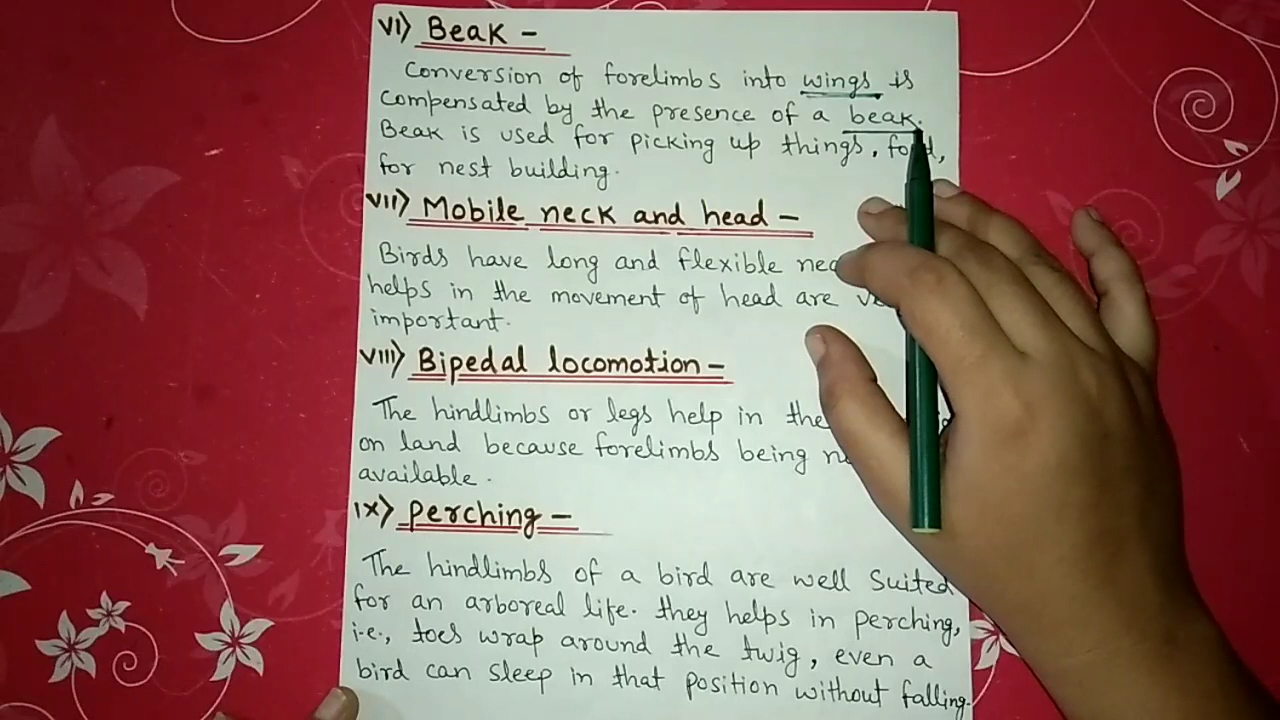 VI) Beak -
Conversion of forelimbs into wings is
compensated by the presence of a beak.
Beak is used for picking up things, food,
for nest building.
VII) Mobile neck and head -
Birds have long and flexible
helps in the movement of head are
important.
VIII) Bipedal locomotion -
The hindlimbs or legs help in the
on land because forelimbs being
available.
IX) Perching -
The hindlimbs of a bird are well suited
for an arboreal life. they helps in perching,
i.e., toes wrap around the twig, even a
bird can sleep in that position without falling.